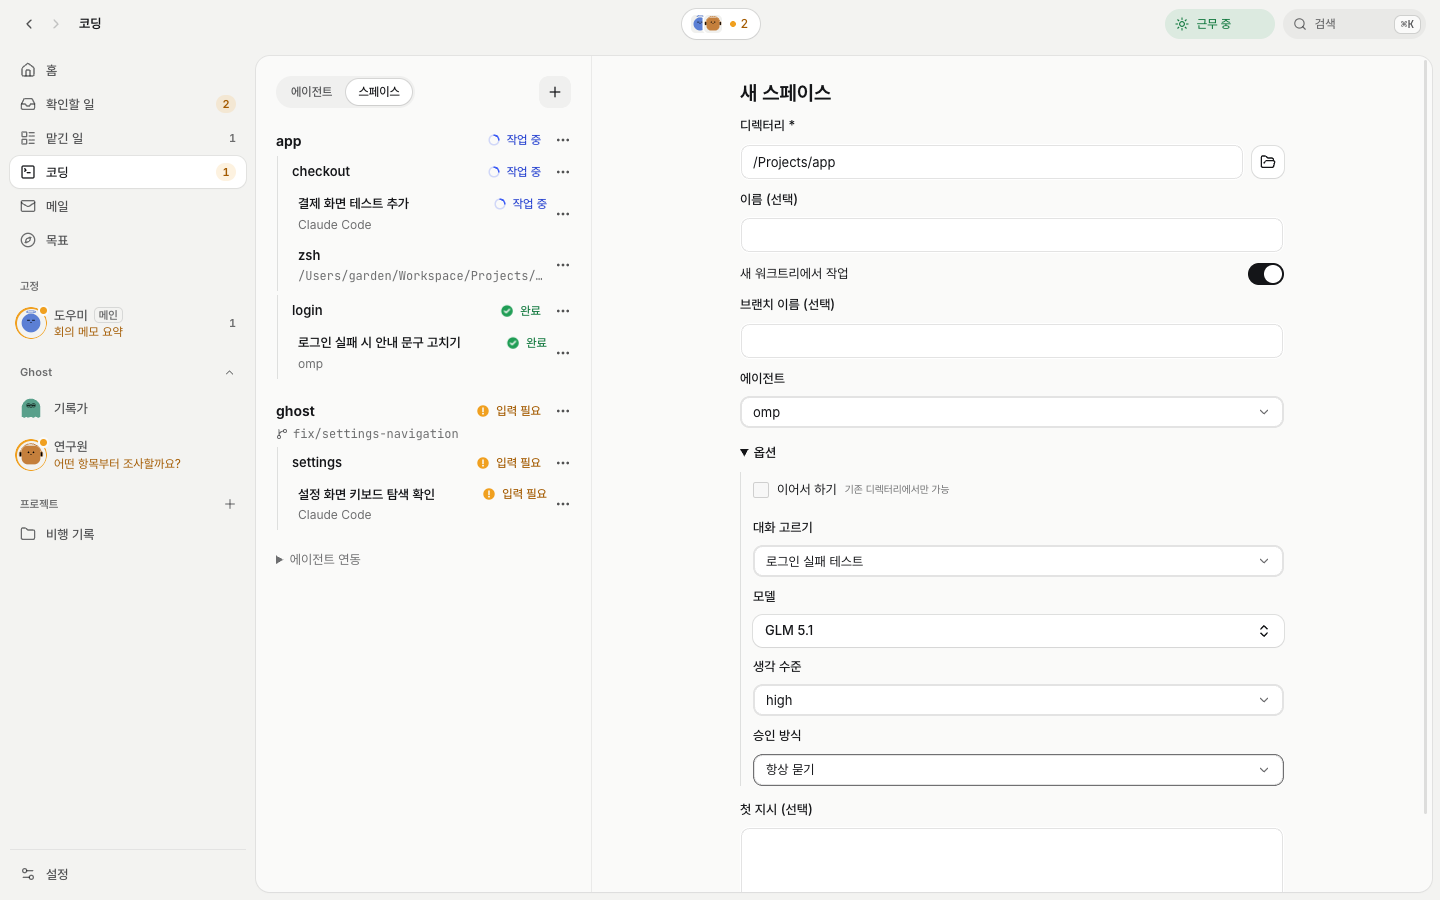 코딩
2
근무 중
검색
⌘K
홈
확인할 일
2
맡긴 일
1
코딩
1
메일
목표
고정
도우미
메인
회의 메모 요약
1
Ghost
기록가
연구원
어떤 항목부터 조사할까요?
프로젝트
비행 기록
설정
에이전트
스페이스
app
작업 중
checkout
작업 중
결제 화면 테스트 추가
작업 중
Claude Code
zsh
/Users/garden/Workspace/Projects/…
login
완료
로그인 실패 시 안내 문구 고치기
완료
omp
ghost
입력 필요
fix/settings-navigation
settings
입력 필요
설정 화면 키보드 탐색 확인
입력 필요
Claude Code
에이전트 연동
새 스페이스
디렉터리 *
/Projects/app
이름 (선택)
새 워크트리에서 작업
브랜치 이름 (선택)
에이전트
omp
옵션
이어서 하기 기존 디렉터리에서만 가능
대화 고르기
로그인 실패 테스트
모델
GLM 5.1
생각 수준
high
승인 방식
항상 묻기
첫 지시 (선택)